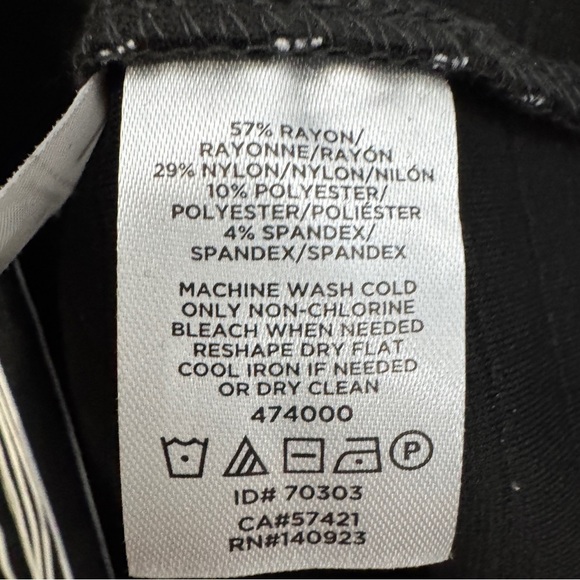 57% RAYON/
RAYONNE/RAYÓN
29% NYLON/NYLON/NILÓN
10% POLYESTER/
POLYESTER/POLIÉSTER
4% SPANDEX/
SPANDEX/SPANDEX
MACHINE WASH COLD
ONLY NON-CHLORINE
BLEACH WHEN NEEDED
RESHAPE DRY FLAT
COOL IRON IF NEEDED
OR DRY CLEAN
474000
P
ID# 70303
CA#57421
RN#140923